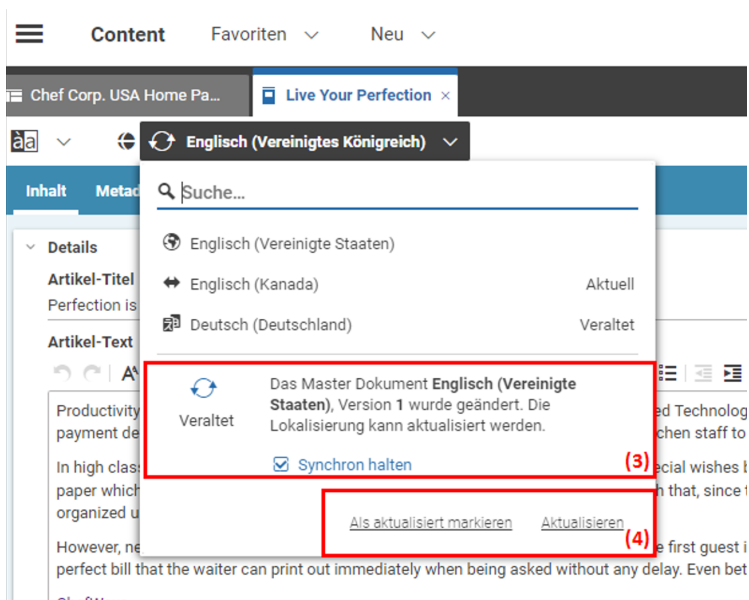 Content Favoriten Neu
Chef Corp. USA Home Pa... Live Your Perfection ×
àa Englisch (Vereinigtes Königreich)
Inhalt Metad
Suche...
Englisch (Vereinigte Staaten)
Englisch (Kanada) Aktuell
Deutsch (Deutschland) Veraltet
Details
Artikel-Titel
Perfection is
Artikel-Text
Das Master Dokument Englisch (Vereinigte
Staaten), Version 1 wurde geändert. Die
Lokalisierung kann aktualisiert werden.
Veraltet
Synchron halten
(3)
Als aktualisiert markieren Aktualisieren
(4)
Productivity ed Technolog
payment de chen staff to
In high clas ecial wishes b
paper which h that, since t
organized u
However, ne e first guest i
perfect bill that the waiter can print out immediately when being asked without any delay. Even bet